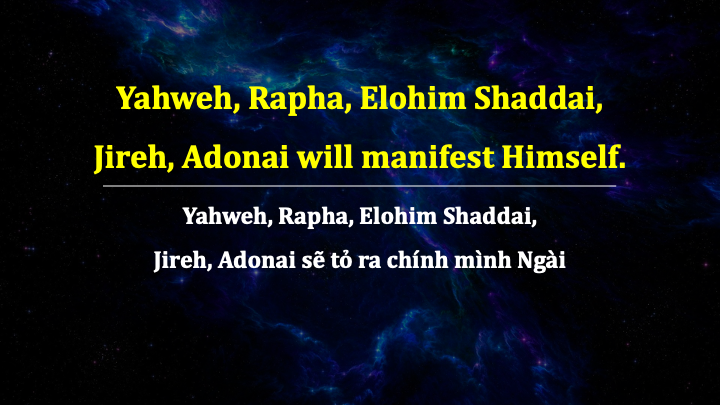 Yahweh, Rapha, Elohim Shaddai,
Jireh, Adonai will manifest Himself.
Yahweh, Rapha, Elohim Shaddai,
Jireh, Adonai sẽ tỏ ra chính mình Ngài